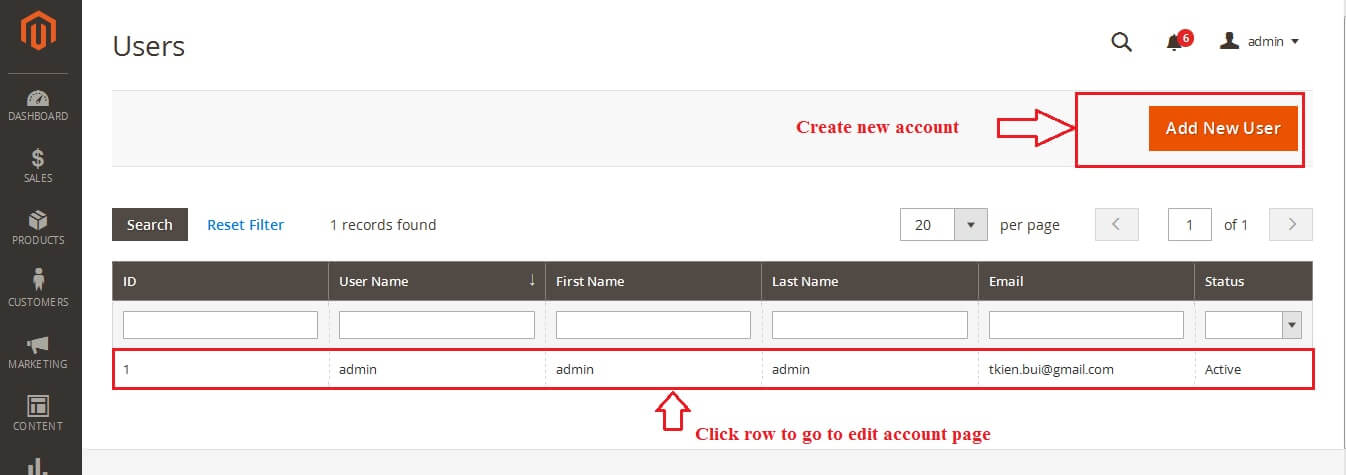 Users
6
admin
Create new account
Add New User
DASHBOARD
SALES
PRODUCTS
CUSTOMERS
MARKETING
CONTENT
Search Reset Filter 1 records found 20 per page 1 of 1
ID User Name ↓ First Name Last Name Email Status
1 admin admin admin tkien.bui@gmail.com Active
Click row to go to edit account page